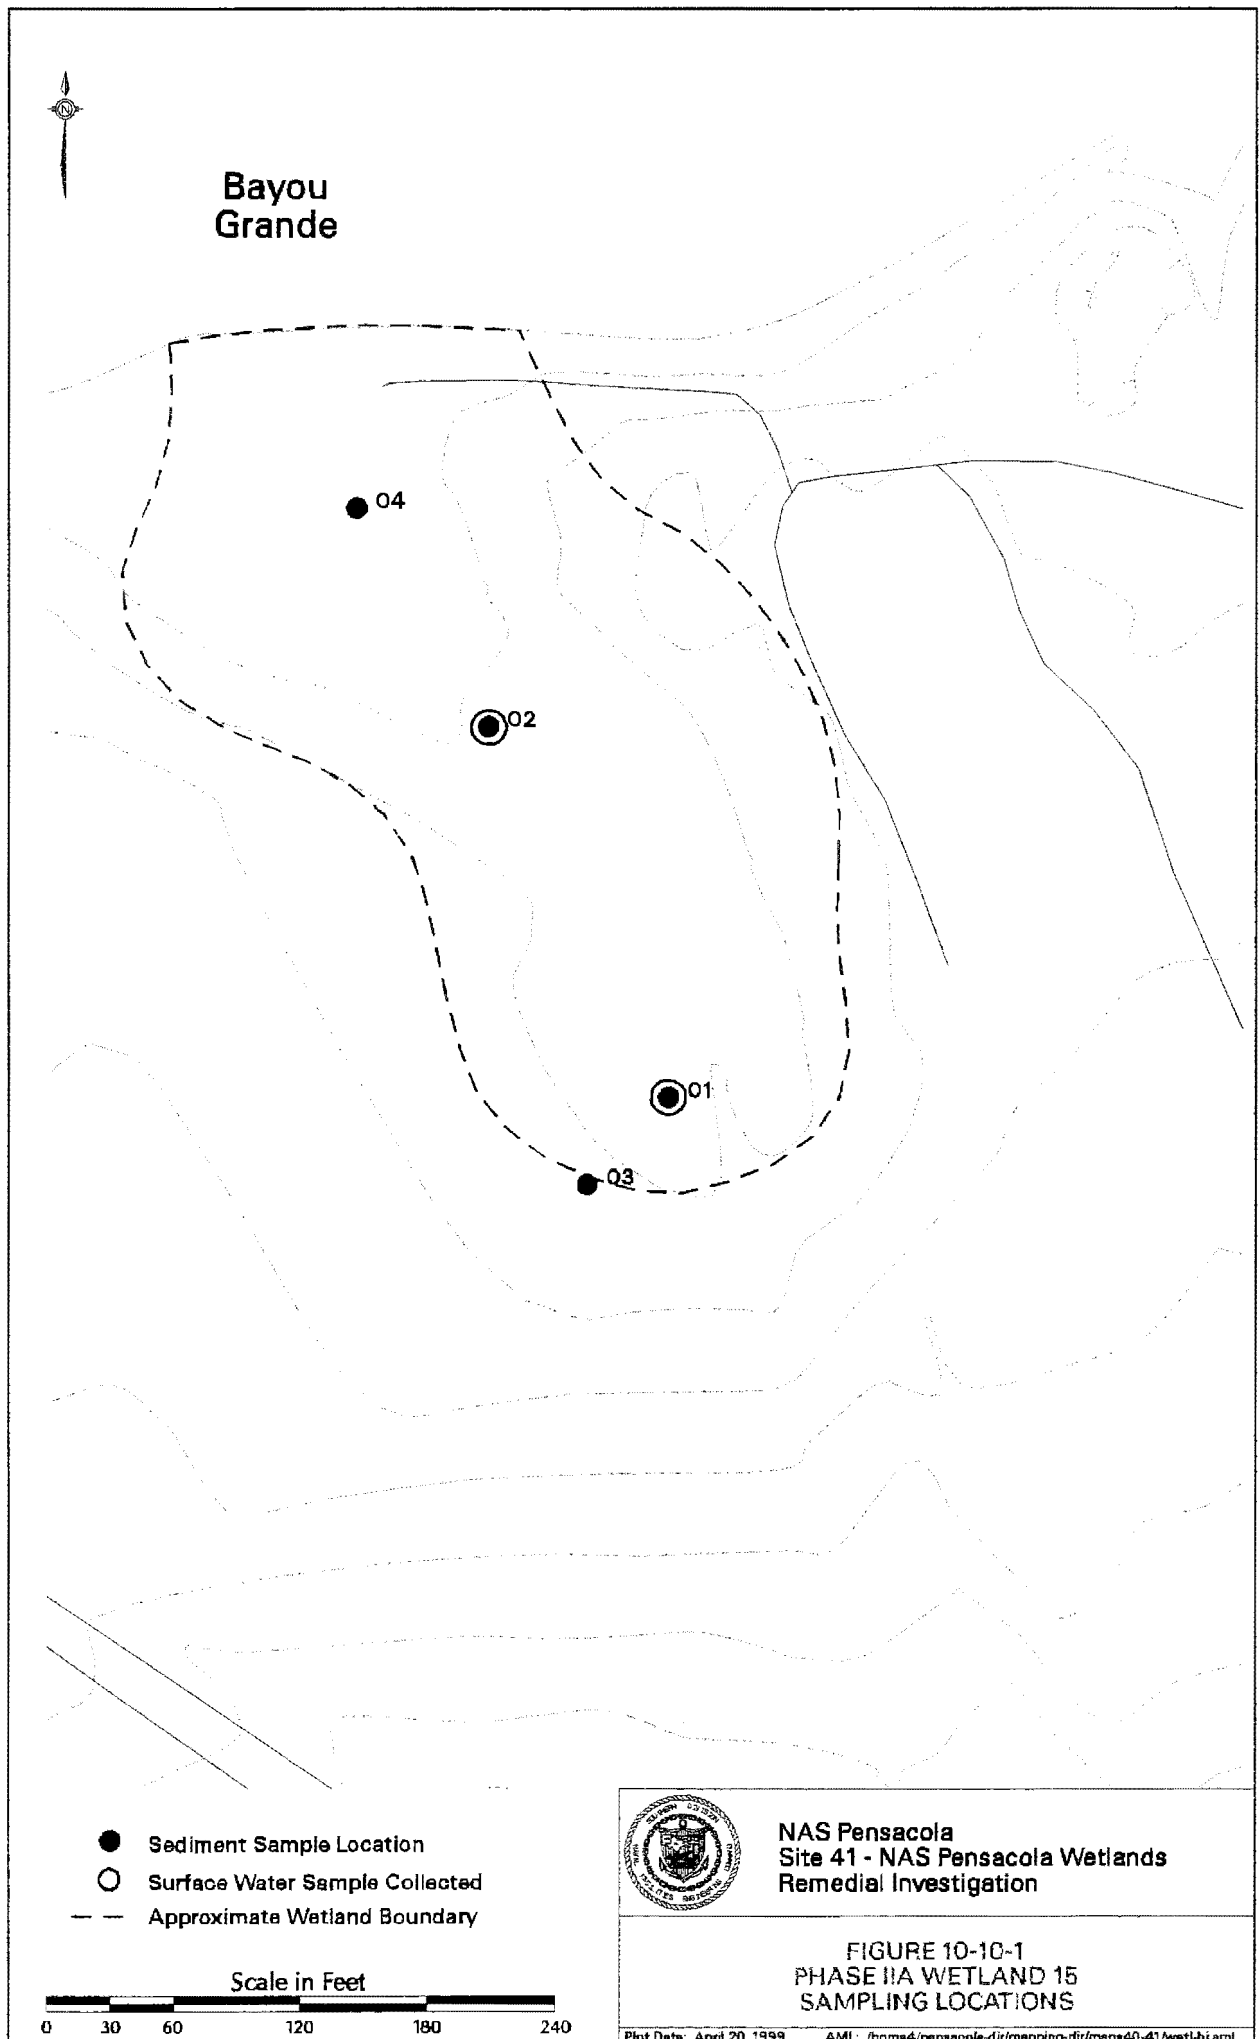 N
Bayou
Grande
04
02
01
03
Sediment Sample Location
Surface Water Sample Collected
Approximate Wetland Boundary
Scale in Feet
0 30 60 120 180 240
NAS Pensacola
Site 41 - NAS Pensacola Wetlands
Remedial Investigation
FIGURE 10-10-1
PHASE IIA WETLAND 15
SAMPLING LOCATIONS
Plot Date: April 20, 1999 AML: